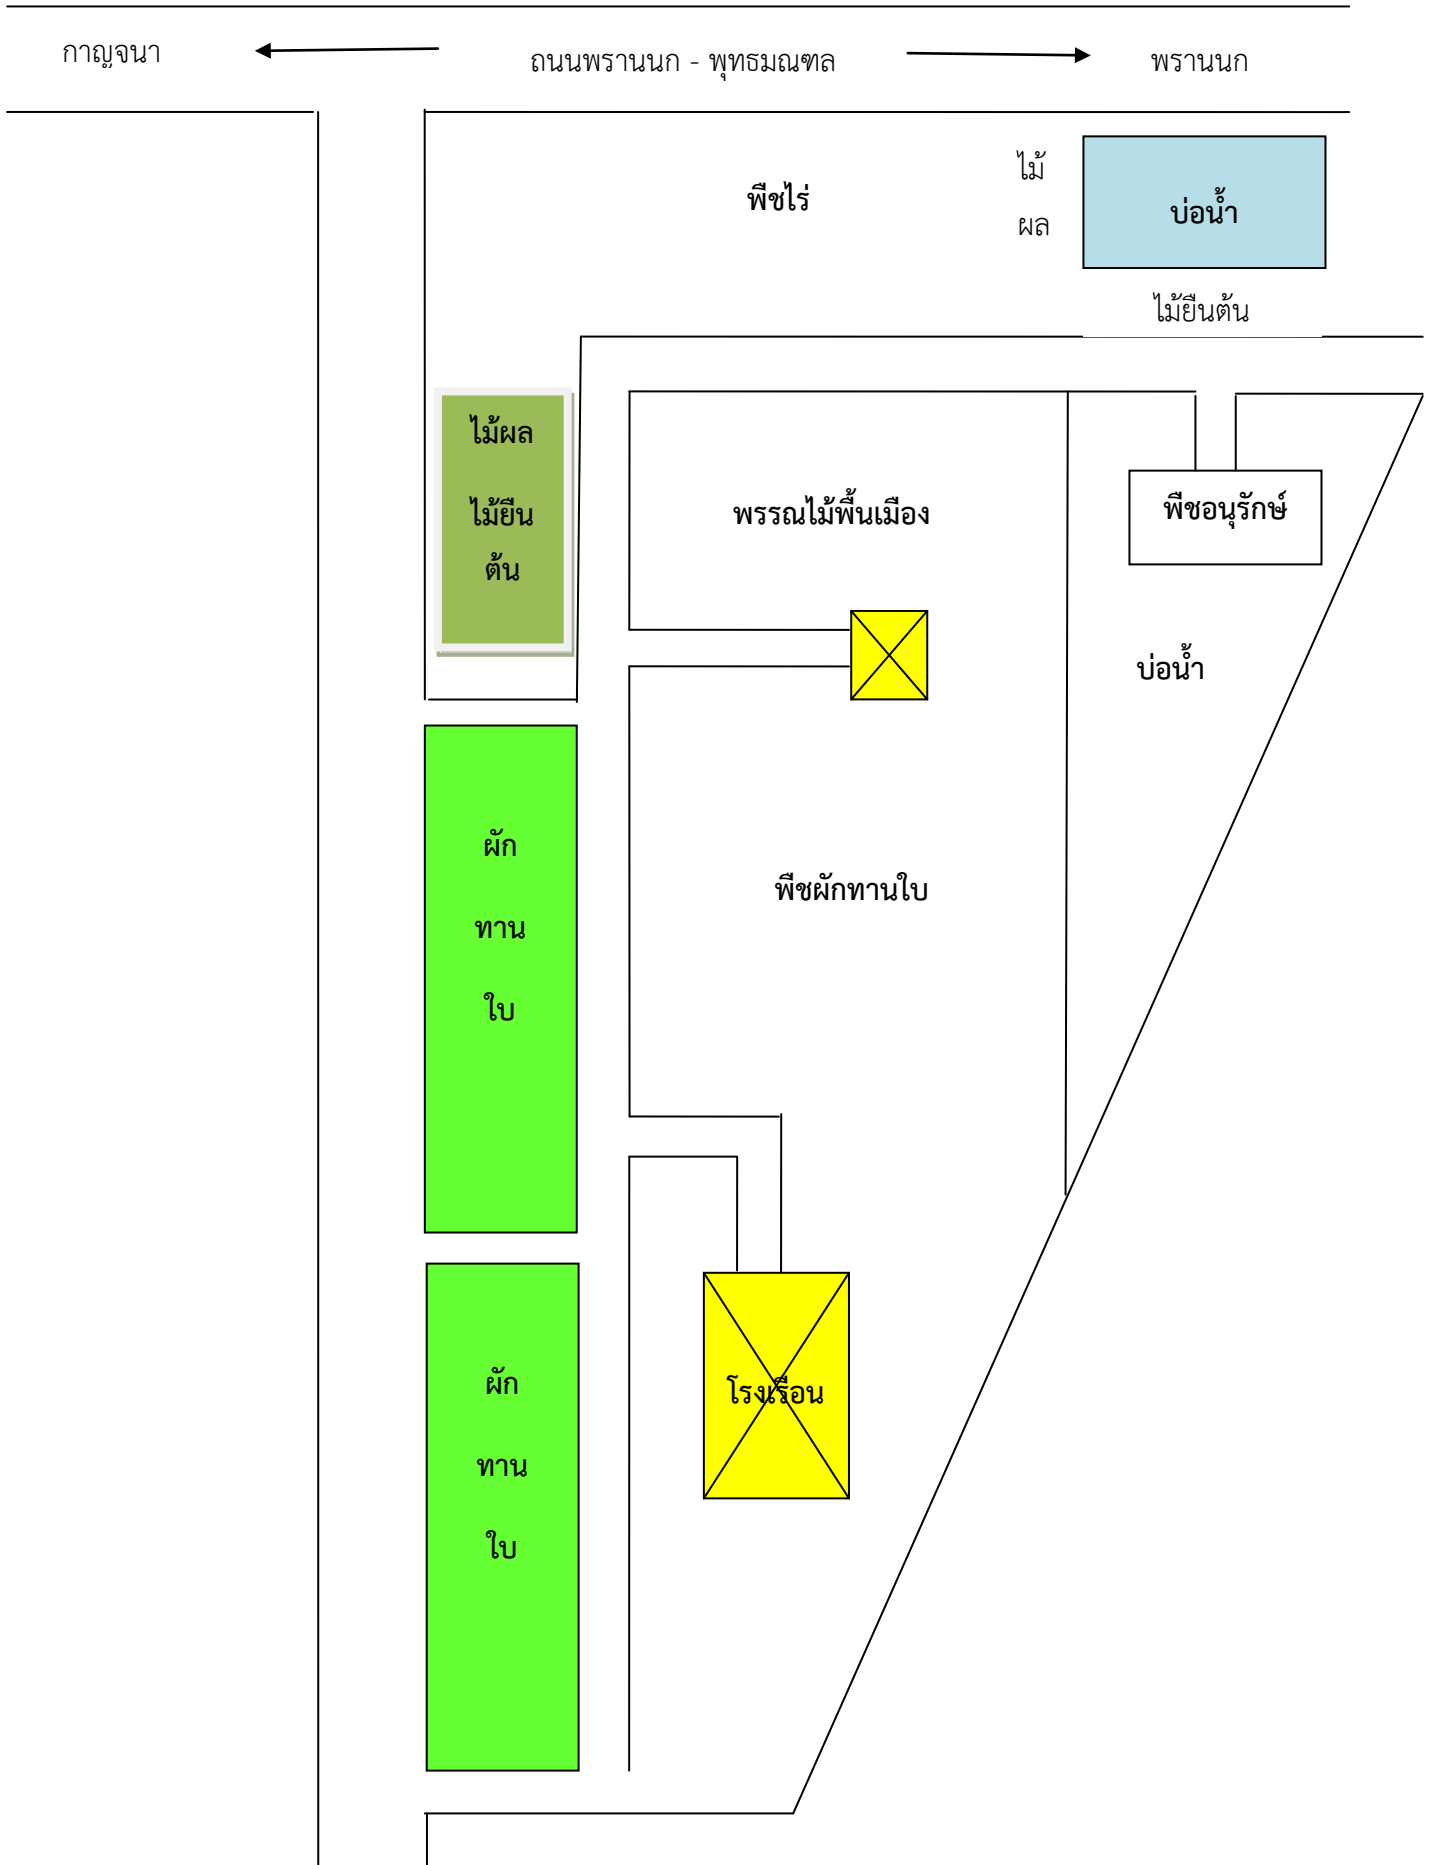 กาญจนา
ถนนพรานนก - พุทธมณฑล
พรานนก
พืชไร่
ไม้
ผล
บ่อน้ำ
ไม้ยืนต้น
ไม้ผล
ไม้ยืน
ต้น
พรรณไม้พื้นเมือง
พืชอนุรักษ์
บ่อน้ำ
ผัก
ทาน
ใบ
พืชผักทานใบ
ผัก
ทาน
ใบ
โรงเรือน